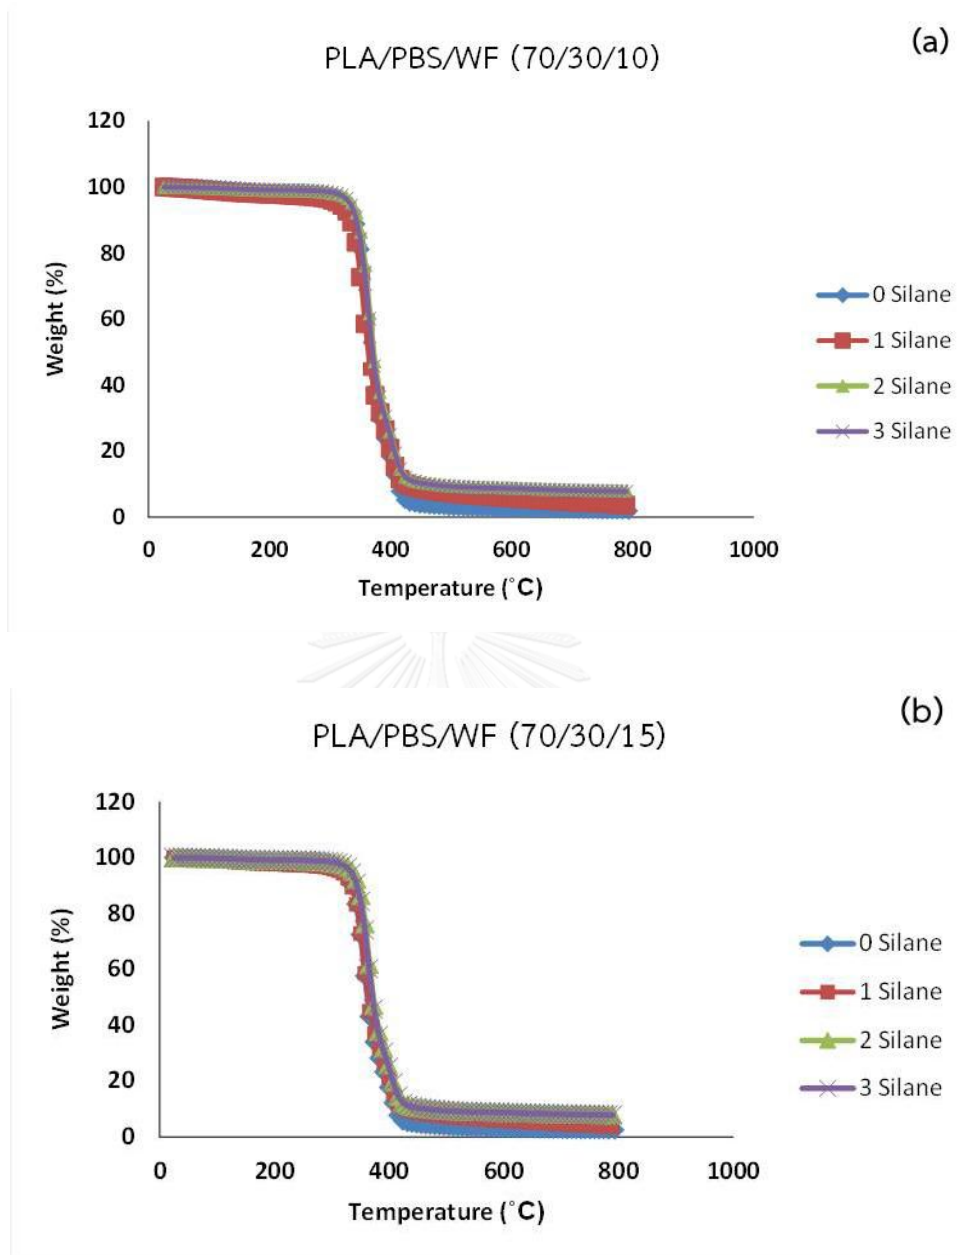 (a)
PLA/PBS/WF (70/30/10)
120
100
80
60
40
20
0
Weight (%)
0 200 400 600 800 1000
Temperature (˚C)
0 Silane
1 Silane
2 Silane
3 Silane
(b)
PLA/PBS/WF (70/30/15)
120
100
80
60
40
20
0
Weight (%)
0 200 400 600 800 1000
Temperature (˚C)
0 Silane
1 Silane
2 Silane
3 Silane